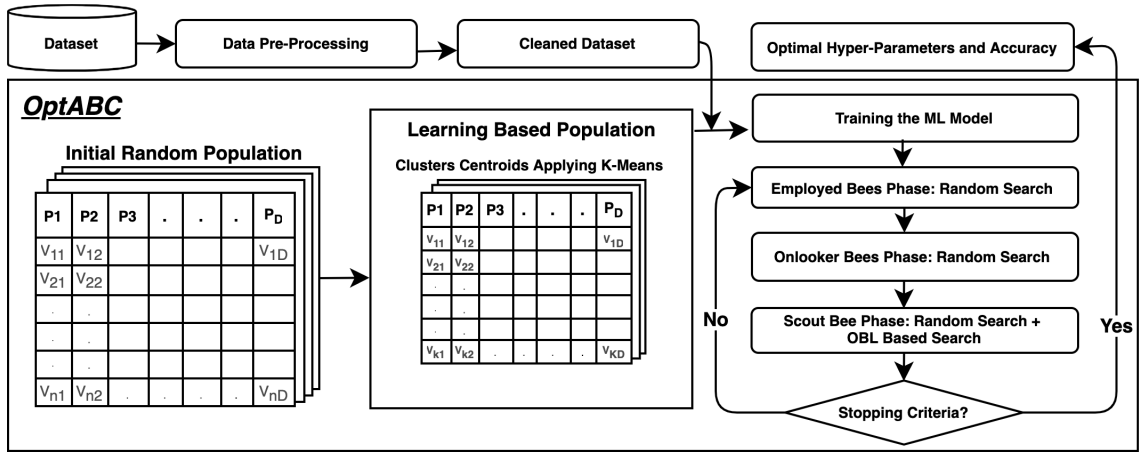 Dataset
Data Pre-Processing
Cleaned Dataset
Optimal Hyper-Parameters and Accuracy
OptABC
Initial Random Population
P1 P2 P3 . . . PD
V11 V12 V1D
V21 V22
. .
. .
. .
Vn1 Vn2 . . . . VnD
Learning Based Population
Clusters Centroids Applying K-Means
P1 P2 P3 . . . PD
V11 V12 V1D
V21 V22
. .
. .
. .
Vk1 Vk2 . . . . VKD
Training the ML Model
Employed Bees Phase: Random Search
Onlooker Bees Phase: Random Search
Scout Bee Phase: Random Search +
OBL Based Search
Stopping Criteria?
No
Yes